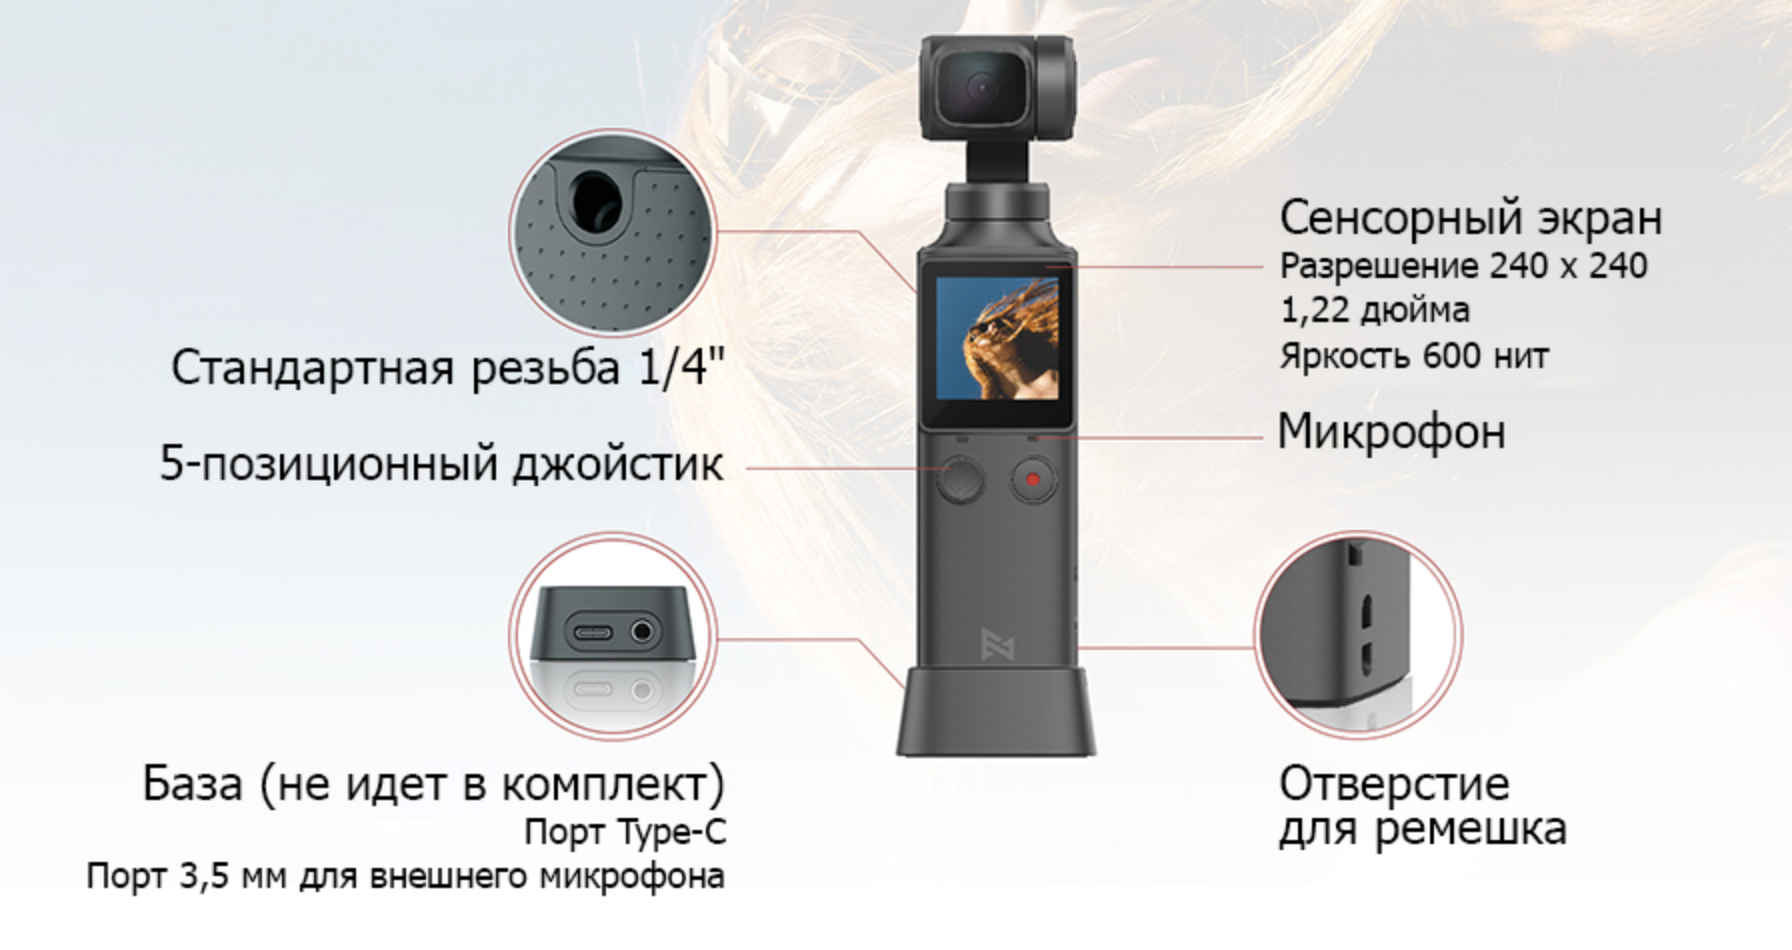 Стандартная резьба 1/4"
5-позиционный джойстик
База (не идет в комплект)
Порт Type-C
Порт 3,5 мм для внешнего микрофона
Сенсорный экран
Разрешение 240 x 240
1,22 дюйма
Яркость 600 нит
Микрофон
Отверстие
для ремешка